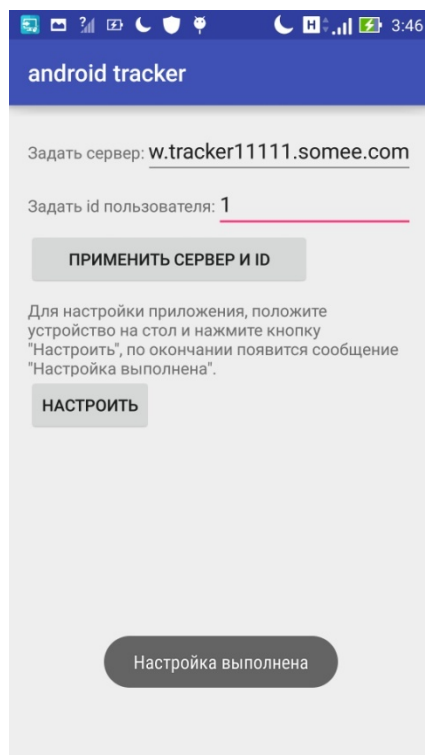 H 3:46
android tracker
Задать сервер: w.tracker11111.somee.com
Задать id пользователя: 1
ПРИМЕНИТЬ СЕРВЕР И ID
Для настройки приложения, положите
устройство на стол и нажмите кнопку
"Настроить", по окончании появится сообщение
"Настройка выполнена".
НАСТРОИТЬ
Настройка выполнена